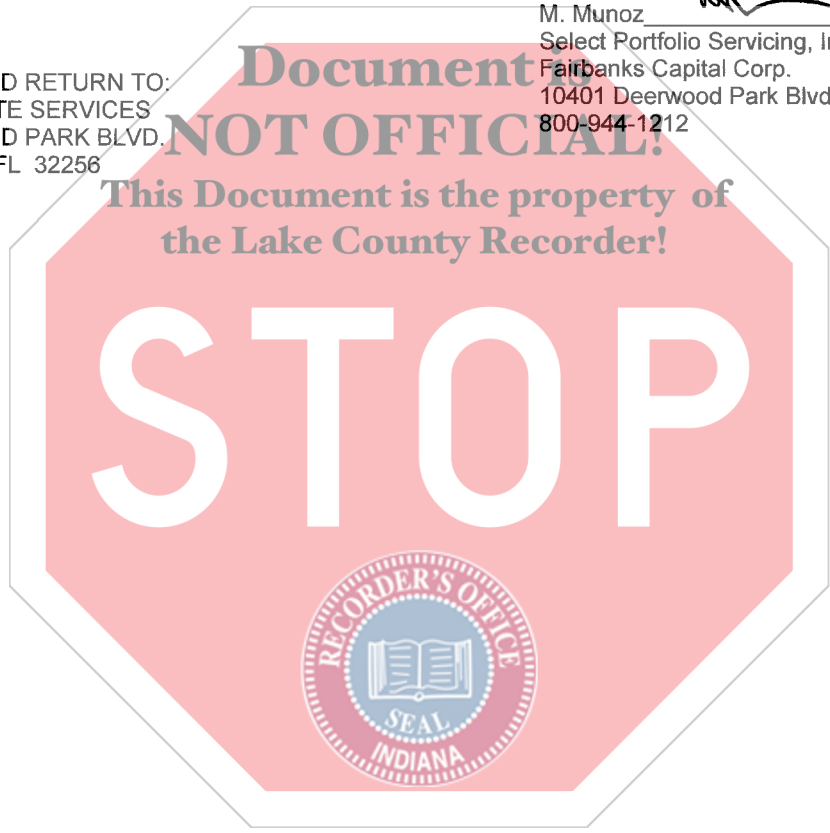 M. Munoz
Select Portfolio Servicing, In
Fairbanks Capital Corp.
10401 Deerwood Park Blvd
800-944-1212
D RETURN TO:
TE SERVICES
D PARK BLVD.
FL 32256
Document is
NOT OFFICIAL!
This Document is the property of
the Lake County Recorder!
STOP
RECORDER'S OFFICE
SEAL
INDIANA